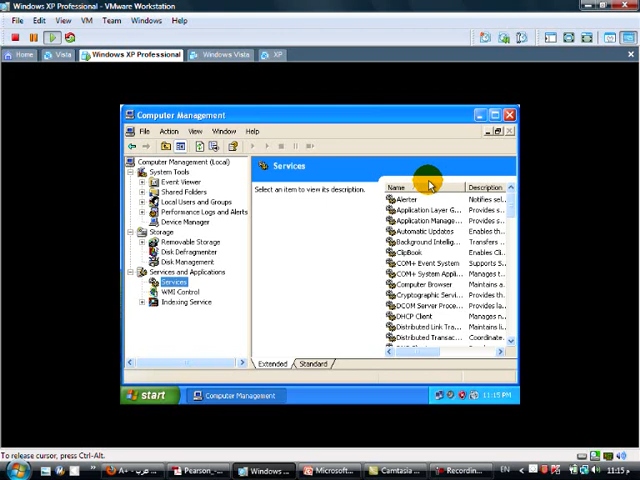 Windows XP Professional - VMware Workstation
File Edit View VM Team Windows Help
Home Vista Windows XP Professional Windows Vista XP
Computer Management
File Action View Window Help
Computer Management (Local)
System Tools
Event Viewer
Shared Folders
Local Users and Groups
Performance Logs and Alerts
Device Manager
Storage
Removable Storage
Disk Defragmenter
Disk Management
Services and Applications
Services
WMI Control
Indexing Service
Services
Select an item to view its description.
Name Description
Alerter Notifies sel...
Application Layer G... Provides s...
Application Manage... Provides s...
Automatic Updates Enables th...
Background Intellig... Transfers ...
ClipBook Enables Cli...
COM+ Event System Supports S...
COM+ System Appli... Manages t...
Computer Browser Maintains a...
Cryptographic Servi... Provides th...
DHCP Client Manages n...
Distributed Link Tra... Maintains li...
Distributed Transac... Coordinate...
Extended Standard
start Computer Management 11:15 PM
To release cursor, press Ctrl-Alt.
A+ - عرب... Pearson_... Windows ... Microsoft... Camtasia ... Recordin... EN 11:15 م